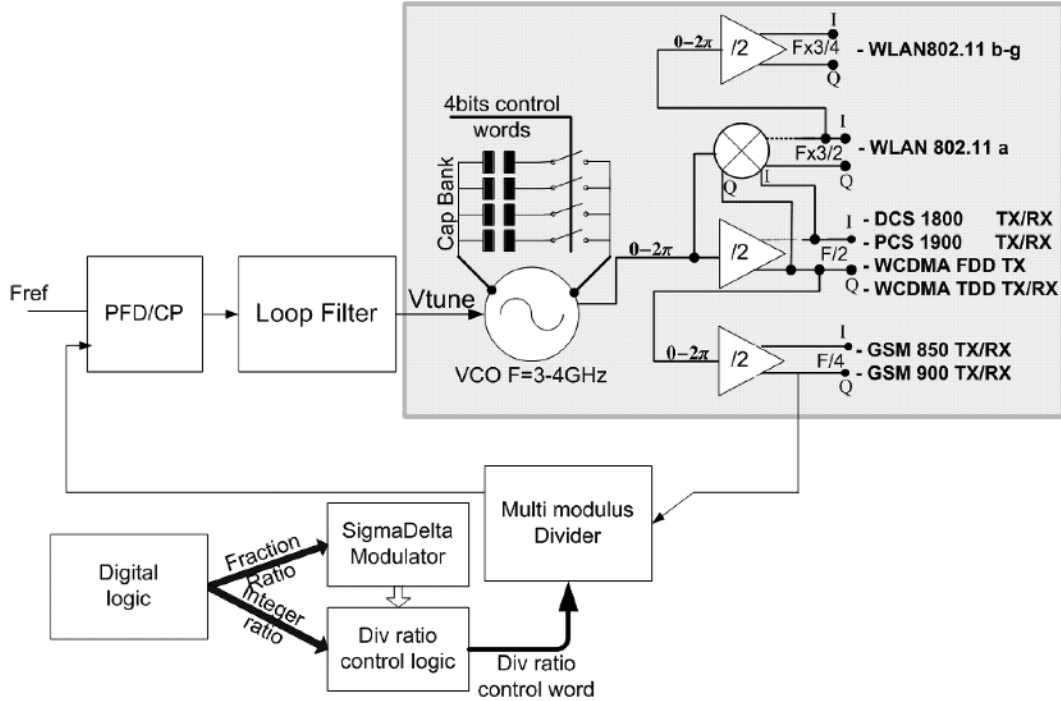 0-2π
/2
I
Fx3/4
Q
- WLAN802.11 b-g
4bits control
words
Cap Bank
I
Fx3/2
Q
- WLAN 802.11 a
Q
I
0-2π
/2
I
F/2
Q
- DCS 1800 TX/RX
- PCS 1900 TX/RX
- WCDMA FDD TX
- WCDMA TDD TX/RX
Fref
PFD/CP
Loop Filter
Vtune
VCO F=3-4GHz
0-2π
/2
I
F/4
Q
- GSM 850 TX/RX
- GSM 900 TX/RX
Multi modulus
Divider
Digital
logic
Fraction
Ratio
Integer
ratio
SigmaDelta
Modulator
Div ratio
control logic
Div ratio
control word